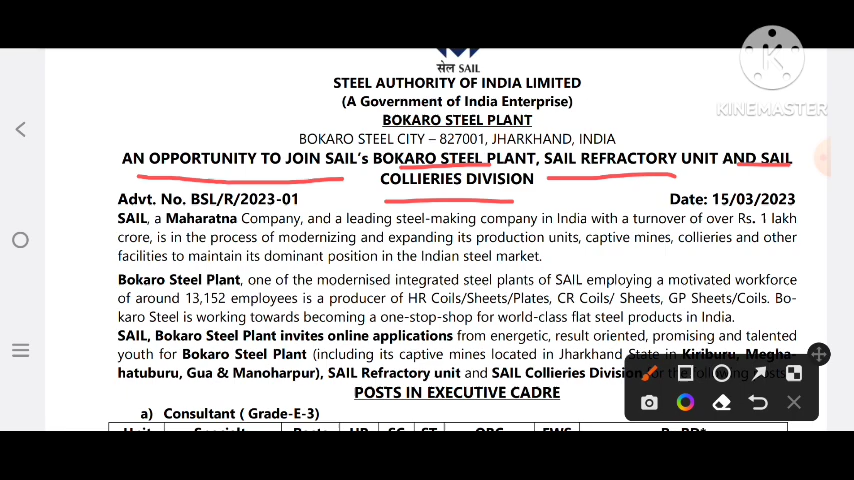 KINEMASTER
सेल SAIL
STEEL AUTHORITY OF INDIA LIMITED
(A Government of India Enterprise)
BOKARO STEEL PLANT
BOKARO STEEL CITY – 827001, JHARKHAND, INDIA
AN OPPORTUNITY TO JOIN SAIL's BOKARO STEEL PLANT, SAIL REFRACTORY UNIT AND SAIL
COLLIERIES DIVISION
Advt. No. BSL/R/2023-01 Date: 15/03/2023
SAIL, a Maharatna Company, and a leading steel-making company in India with a turnover of over Rs. 1 lakh
crore, is in the process of modernizing and expanding its production units, captive mines, collieries and other
facilities to maintain its dominant position in the Indian steel market.
Bokaro Steel Plant, one of the modernised integrated steel plants of SAIL employing a motivated workforce
of around 13,152 employees is a producer of HR Coils/Sheets/Plates, CR Coils/ Sheets, GP Sheets/Coils. Bo-
karo Steel is working towards becoming a one-stop-shop for world-class flat steel products in India.
SAIL, Bokaro Steel Plant invites online applications from energetic, result oriented, promising and talented
youth for Bokaro Steel Plant (including its captive mines located in Jharkhand State in Kiriburu, Megha-
hatuburu, Gua & Manoharpur), SAIL Refractory unit and SAIL Collieries Division for the following posts:
POSTS IN EXECUTIVE CADRE
a) Consultant ( Grade-E-3)